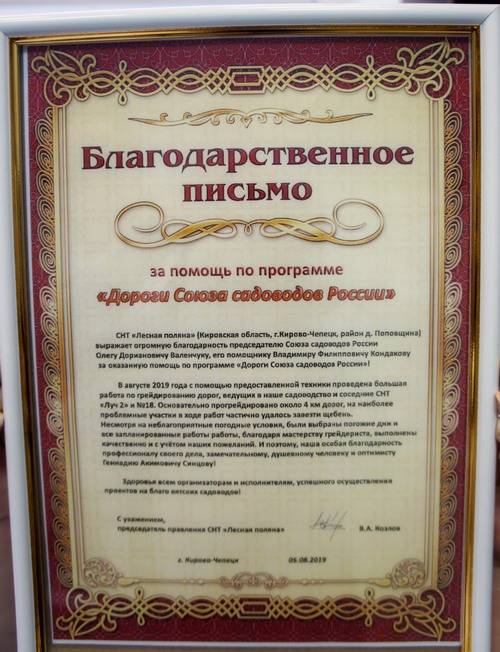 Благодарственное
письмо
за помощь по программе
«Дороги Союза садоводов России»
СНТ «Лесная поляна» (Кировская область, г.Кирово-Чепецк, район д. Поповщина)
выражает огромную благодарность председателю Союза садоводов России
Олегу Дориановичу Валенчуку, его помощнику Владимиру Филипповичу Кондакову
за оказанную помощь по программе «Дороги Союза садоводов России»!
В августе 2019 года с помощью предоставленной техники проведена большая
работа по грейдированию дорог, ведущих в наше садоводство и соседние СНТ
«Луч 2» и №18. Основательно прогрейдировано около 4 км дорог, на наиболее
проблемные участки в ходе работ частично удалось завезти щебень.
Несмотря на неблагоприятные погодные условия, были выбраны погожие дни и
все запланированные работы работы, благодаря мастерству грейдериста, выполнены
качественно и с учётом наших пожеланий. И поэтому, наша особая благодарность
профессионалу своего дела, замечательному, душевному человеку и оптимисту
Геннадию Акимовичу Синцову!
Здоровья всем организаторам и исполнителям, успешного осуществления
проектов на благо вятских садоводов!
С уважением,
председатель правления СНТ «Лесная поляна»
В.А. Козлов
г. Кирово-Чепецк
05.08.2019